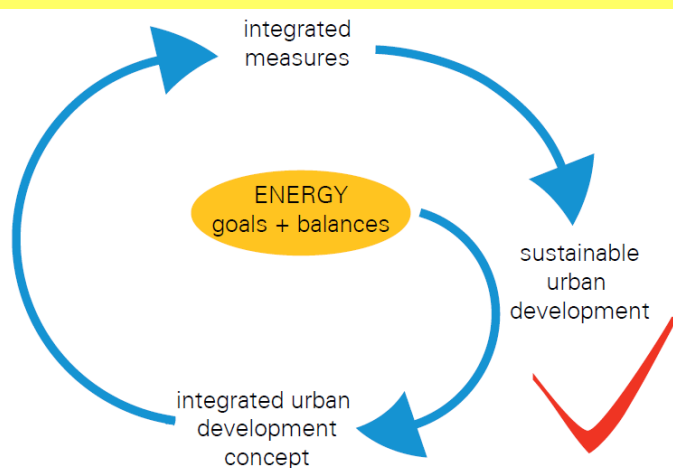 integrated
measures
ENERGY
goals + balances
sustainable
urban
development
integrated urban
development
concept